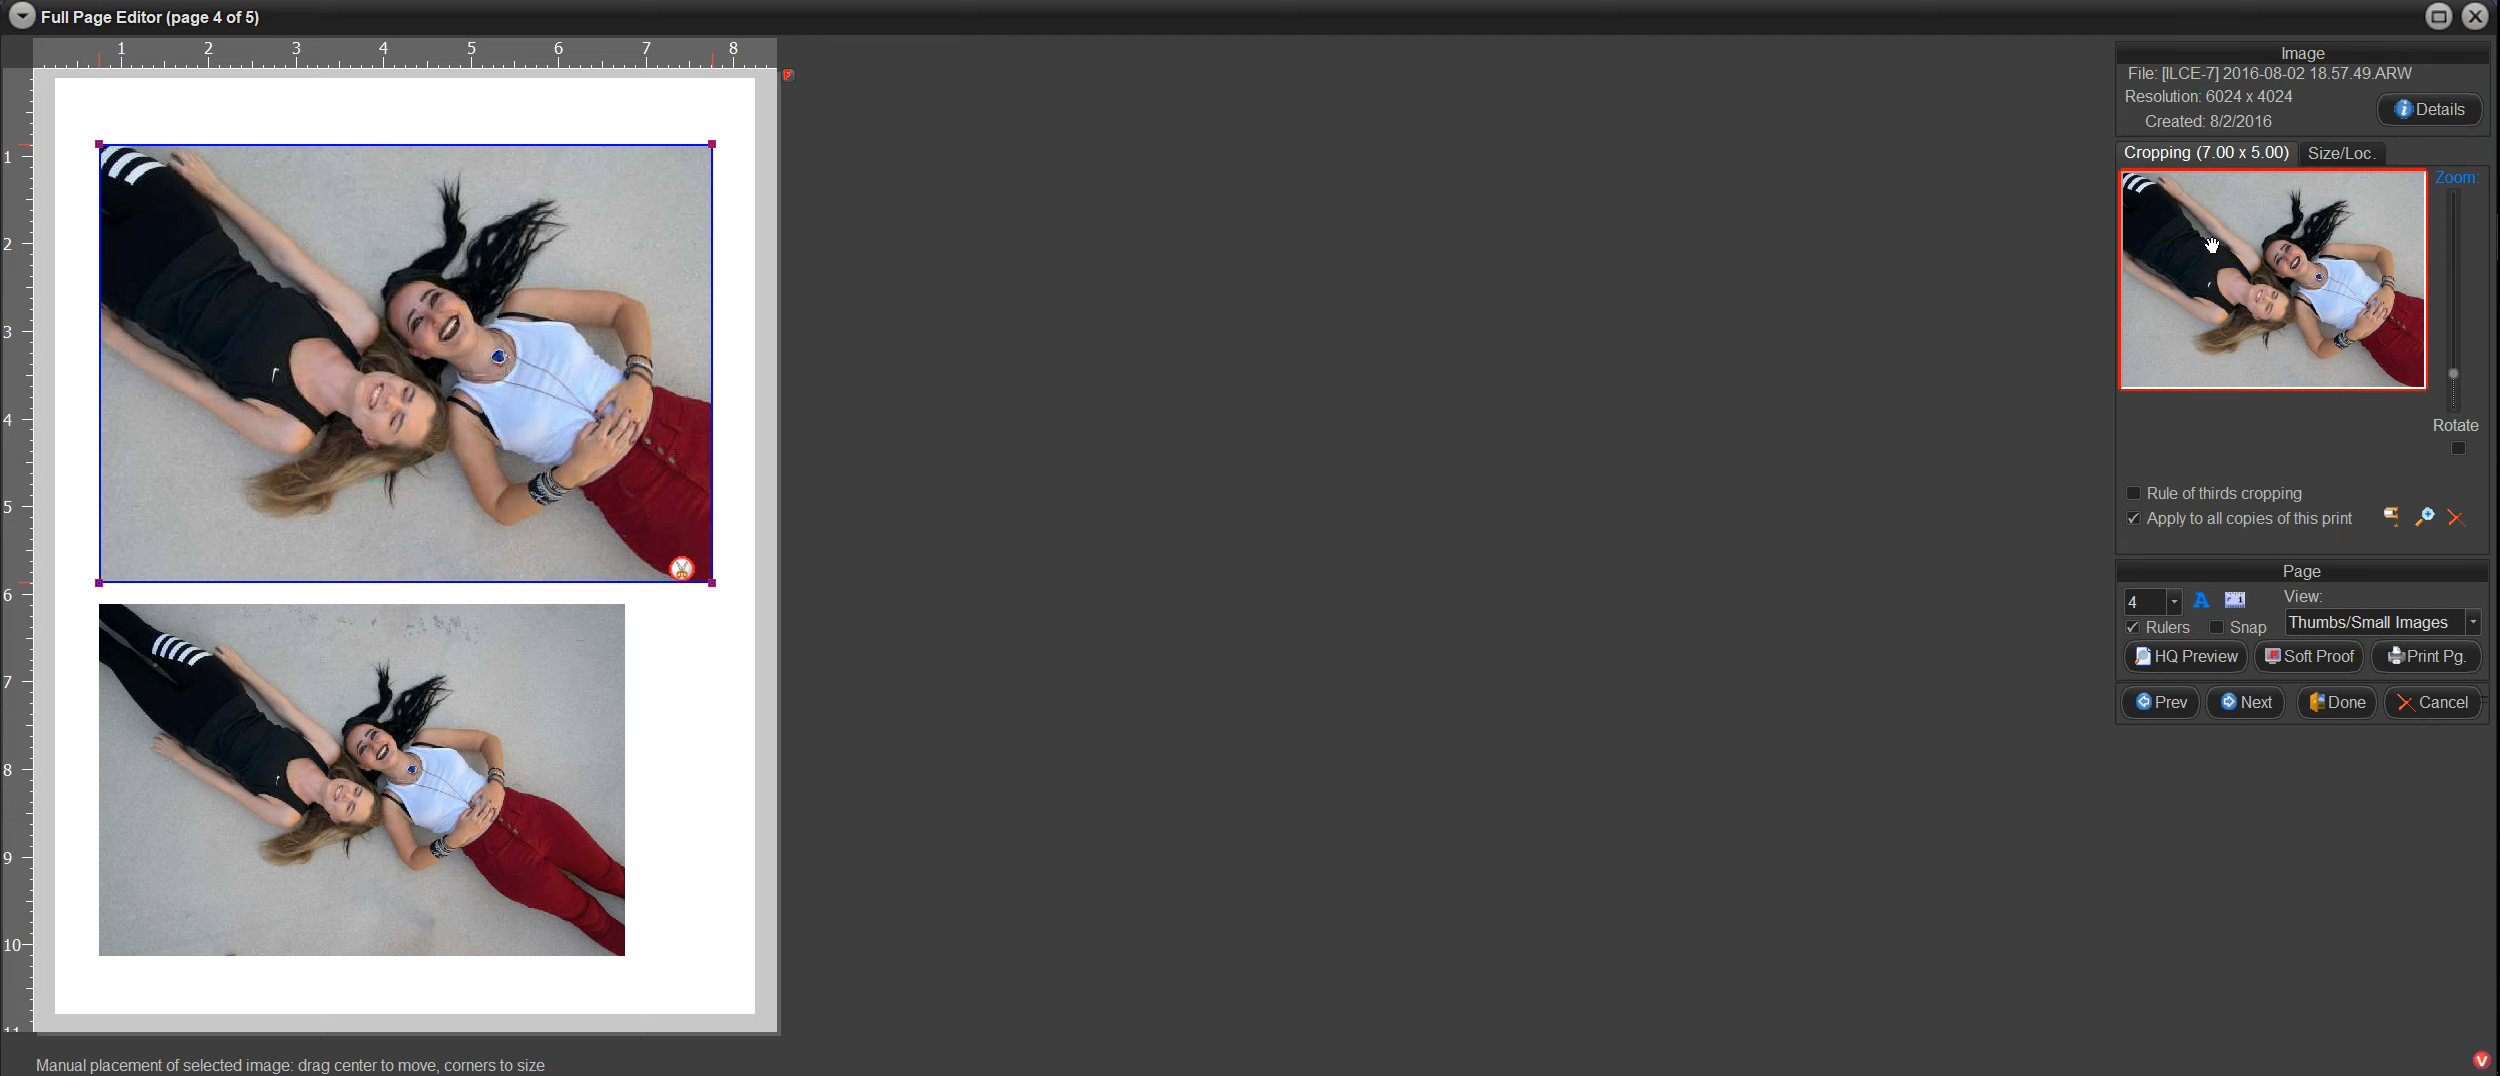 Full Page Editor (page 4 of 5)
1 2 3 4 5 6 7 8
1
2
3
4
5
6
7
8
9
10
11
Image
File: [ILCE-7] 2016-08-02 18.57.49.ARW
Resolution: 6024 x 4024
Details
Created: 8/2/2016
Cropping (7.00 x 5.00) Size/Loc.
Zoom:
Rotate
Rule of thirds cropping
Apply to all copies of this print
Page
4 A View:
Rulers Snap Thumbs/Small Images
HQ Preview Soft Proof Print Pg.
Prev Next Done Cancel
Manual placement of selected image: drag center to move, corners to size
V